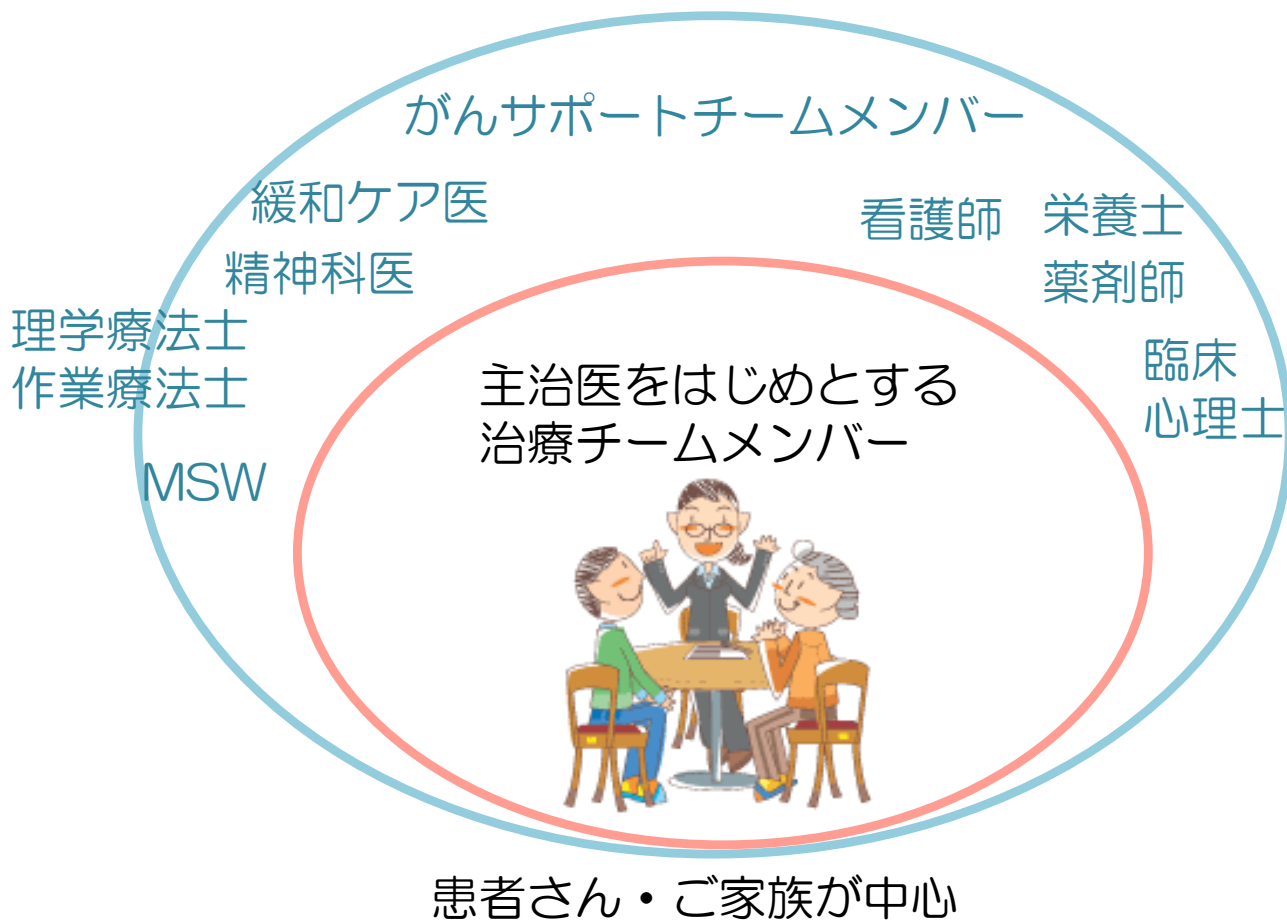 がんサポートチームメンバー
緩和ケア医
精神科医
理学療法士
作業療法士
MSW
看護師 栄養士
薬剤師
臨床
心理士
主治医をはじめとする
治療チームメンバー
患者さん・ご家族が中心